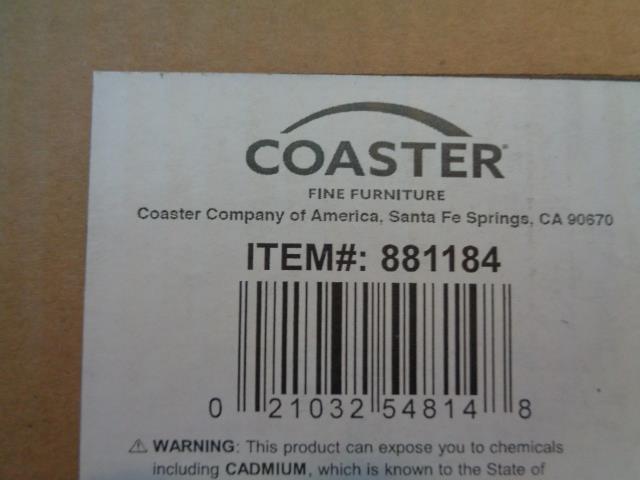 COASTER
FINE FURNITURE
Coaster Company of America, Santa Fe Springs, CA 90670
ITEM#: 881184
0 21032 54814 8
⚠ WARNING: This product can expose you to chemicals
including CADMIUM, which is known to the State of